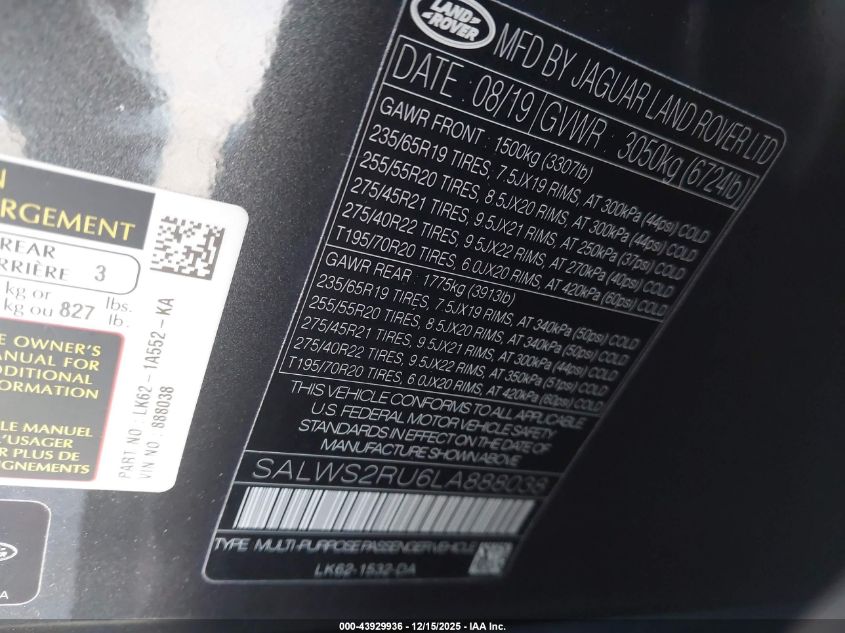 LAND
ROVER
MFD BY JAGUAR LAND ROVER LTD
DATE: 08/19 GVWR: 3050kg (6724lb)
GAWR FRONT: 1500kg (3307lb)
235/65R19 TIRES, 7.5JX19 RIMS, AT 300kPa (44psi) COLD
255/55R20 TIRES, 8.5JX20 RIMS, AT 300kPa (44psi) COLD
275/45R21 TIRES, 9.5JX21 RIMS, AT 250kPa (37psi) COLD
275/40R22 TIRES, 9.5JX22 RIMS, AT 270kPa (40psi) COLD
T195/70R20 TIRES, 6.0JX20 RIMS, AT 420kPa (60psi) COLD
GAWR REAR: 1775kg (3913lb)
235/65R19 TIRES, 7.5JX19 RIMS, AT 340kPa (50psi) COLD
255/55R20 TIRES, 8.5JX20 RIMS, AT 340kPa (50psi) COLD
275/45R21 TIRES, 9.5JX21 RIMS, AT 300kPa (44psi) COLD
275/40R22 TIRES, 9.5JX22 RIMS, AT 350kPa (51psi) COLD
T195/70R20 TIRES, 6.0JX20 RIMS, AT 420kPa (60psi) COLD
THIS VEHICLE CONFORMS TO ALL APPLICABLE
U.S. FEDERAL MOTOR VEHICLE SAFETY
STANDARDS IN EFFECT ON THE DATE OF
MANUFACTURE SHOWN ABOVE
SALWS2RU6LA888038
TYPE MULTI-PURPOSE PASSENGER VEHICLE
LK62-1532-DA
N
RGEMENT
REAR
RRIÈRE 3
kg or lbs.
kg ou 827 lb.
E OWNER'S
MANUAL FOR
DDITIONAL
FORMATION
LE MANUEL
L'USAGER
R PLUS DE
IGNEMENTS
PART NO: LK62 - 1A552 - KA
VIN NO: 888038
ROVER
A
000-43929936 - 12/15/2025 - IAA Inc.